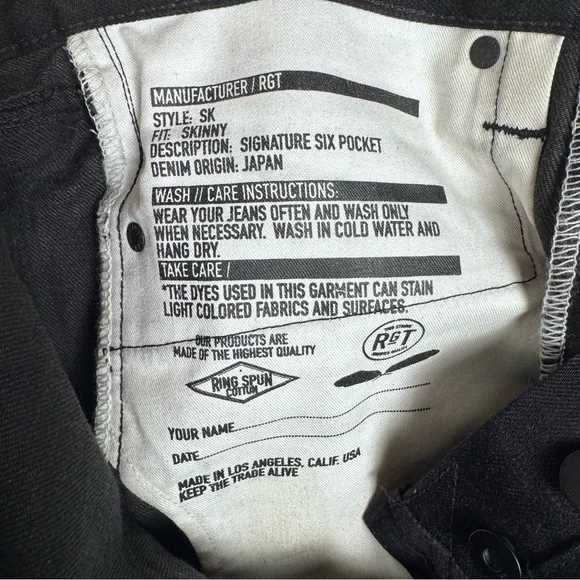 MANUFACTURER / RGT
STYLE: SK
FIT: SKINNY
DESCRIPTION: SIGNATURE SIX POCKET
DENIM ORIGIN: JAPAN
WASH // CARE INSTRUCTIONS:
WEAR YOUR JEANS OFTEN AND WASH ONLY
WHEN NECESSARY. WASH IN COLD WATER AND
HANG DRY.
TAKE CARE /
*THE DYES USED IN THIS GARMENT CAN STAIN
LIGHT COLORED FABRICS AND SURFACES.
OUR PRODUCTS ARE
MADE OF THE HIGHEST QUALITY
R&T
RING SPUN
COTTON
YOUR NAME
DATE
MADE IN LOS ANGELES, CALIF. USA
KEEP THE TRADE ALIVE